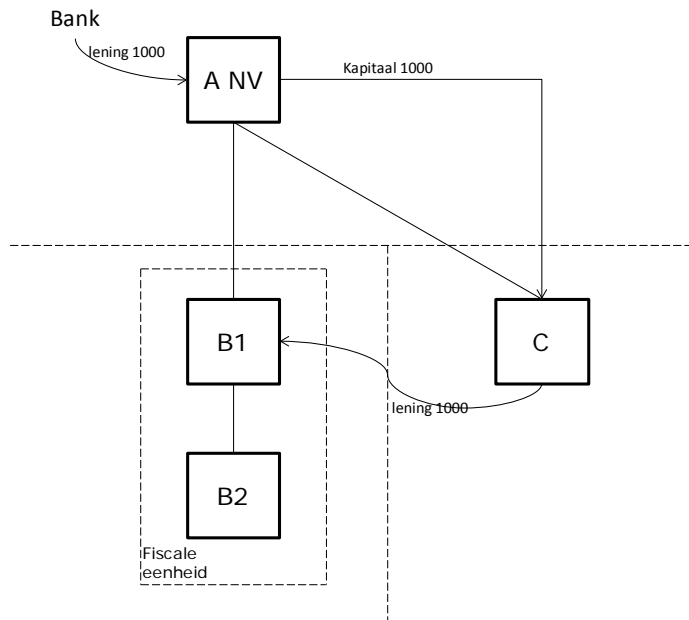 Bank
lening 1000
A NV
Kapitaal 1000
B1
C
lening 1000
B2
Fiscale
eenheid